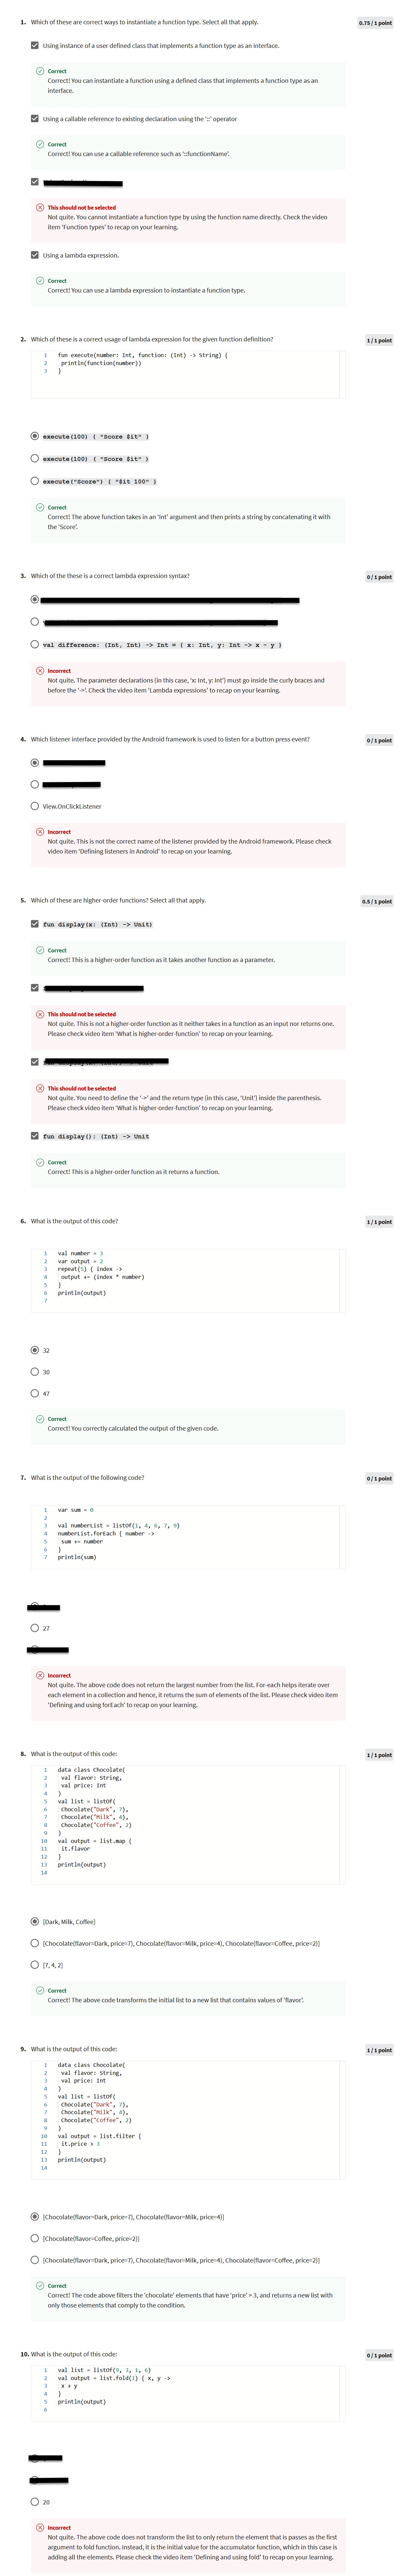 1. Which of these are correct ways to instantiate a function type. Select all that apply.
0.75 / 1 point
Using instance of a user defined class that implements a function type as an interface.
Correct
Correct! You can instantiate a function using a defined class that implements a function type as an
interface.
Using a callable reference to existing declaration using the '::' operator
Correct
Correct! You can use a callable reference such as '::functionName'.
This should not be selected
Not quite. You cannot instantiate a function type by using the function name directly. Check the video
item 'Function types' to recap on your learning.
Using a lambda expression.
Correct
Correct! You can use a lambda expression to instantiate a function type.
2. Which of these is a correct usage of lambda expression for the given function definition?
1 / 1 point
1 fun execute(number: Int, function: (Int) -> String) {
2 println(function(number))
3 }
execute(100) { "Score $it" }
execute(100) ( "Score $it" )
execute("Score") { "$it 100" }
Correct
Correct! The above function takes in an 'Int' argument and then prints a string by concatenating it with
the 'Score'.
3. Which of the these is a correct lambda expression syntax?
0 / 1 point
val difference: (Int, Int) -> Int = { x: Int, y: Int -> x - y }
Incorrect
Not quite. The parameter declarations (in this case, 'x: Int, y: Int') must go inside the curly braces and
before the '->'. Check the video item 'Lambda expressions' to recap on your learning.
4. Which listener interface provided by the Android framework is used to listen for a button press event?
0 / 1 point
View.OnClickListener
Incorrect
Not quite. This is not the correct name of the listener provided by the Android framework. Please check
video item 'Defining listeners in Android' to recap on your learning.
5. Which of these are higher-order functions? Select all that apply.
0.5 / 1 point
fun display(x: (Int) -> Unit)
Correct
Correct! This is a higher-order function as it takes another function as a parameter.
This should not be selected
Not quite. This is not a higher-order function as it neither takes in a function as an input nor returns one.
Please check video item 'What is higher-order-function' to recap on your learning.
This should not be selected
Not quite. You need to define the '->' and the return type (in this case, 'Unit') inside the parenthesis.
Please check video item 'What is higher-order-function' to recap on your learning.
fun display(): (Int) -> Unit
Correct
Correct! This is a higher-order function as it returns a function.
6. What is the output of this code?
1 / 1 point
1 val number = 3
2 var output = 2
3 repeat(5) { index ->
4 output += (index * number)
5 }
6 println(output)
7
32
30
47
Correct
Correct! You correctly calculated the output of the given code.
7. What is the output of the following code?
0 / 1 point
1 var sum = 0
2
3 val numberList = listOf(1, 4, 6, 7, 9)
4 numberList.forEach { number ->
5 sum += number
6 }
7 println(sum)
27
Incorrect
Not quite. The above code does not return the largest number from the list. For-each helps iterate over
each element in a collection and hence, it returns the sum of elements of the list. Please check video item
'Defining and using forEach' to recap on your learning.
8. What is the output of this code:
1 / 1 point
1 data class Chocolate(
2 val flavor: String,
3 val price: Int
4 )
5 val list = listOf(
6 Chocolate("Dark", 7),
7 Chocolate("Milk", 4),
8 Chocolate("Coffee", 2)
9 )
10 val output = list.map {
11 it.flavor
12 }
13 println(output)
14
[Dark, Milk, Coffee]
[Chocolate(flavor=Dark, price=7), Chocolate(flavor=Milk, price=4), Chocolate(flavor=Coffee, price=2)]
[7, 4, 2]
Correct
Correct! The above code transforms the initial list to a new list that contains values of 'flavor'.
9. What is the output of this code:
1 / 1 point
1 data class Chocolate(
2 val flavor: String,
3 val price: Int
4 )
5 val list = listOf(
6 Chocolate("Dark", 7),
7 Chocolate("Milk", 4),
8 Chocolate("Coffee", 2)
9 )
10 val output = list.filter {
11 it.price > 3
12 }
13 println(output)
14
[Chocolate(flavor=Dark, price=7), Chocolate(flavor=Milk, price=4)]
[Chocolate(flavor=Coffee, price=2)]
[Chocolate(flavor=Dark, price=7), Chocolate(flavor=Milk, price=4), Chocolate(flavor=Coffee, price=2)]
Correct
Correct! The code above filters the 'chocolate' elements that have 'price' > 3, and returns a new list with
only those elements that comply to the condition.
10. What is the output of this code:
0 / 1 point
1 val list = listOf(9, 3, 1, 6)
2 val output = list.fold(1) { x, y ->
3 x + y
4 }
5 println(output)
6
20
Incorrect
Not quite. The above code does not transform the list to only return the element that is passes as the first
argument to fold function. Instead, it is the initial value for the accumulator function, which in this case is
adding all the elements. Please check the video item 'Defining and using fold' to recap on your learning.